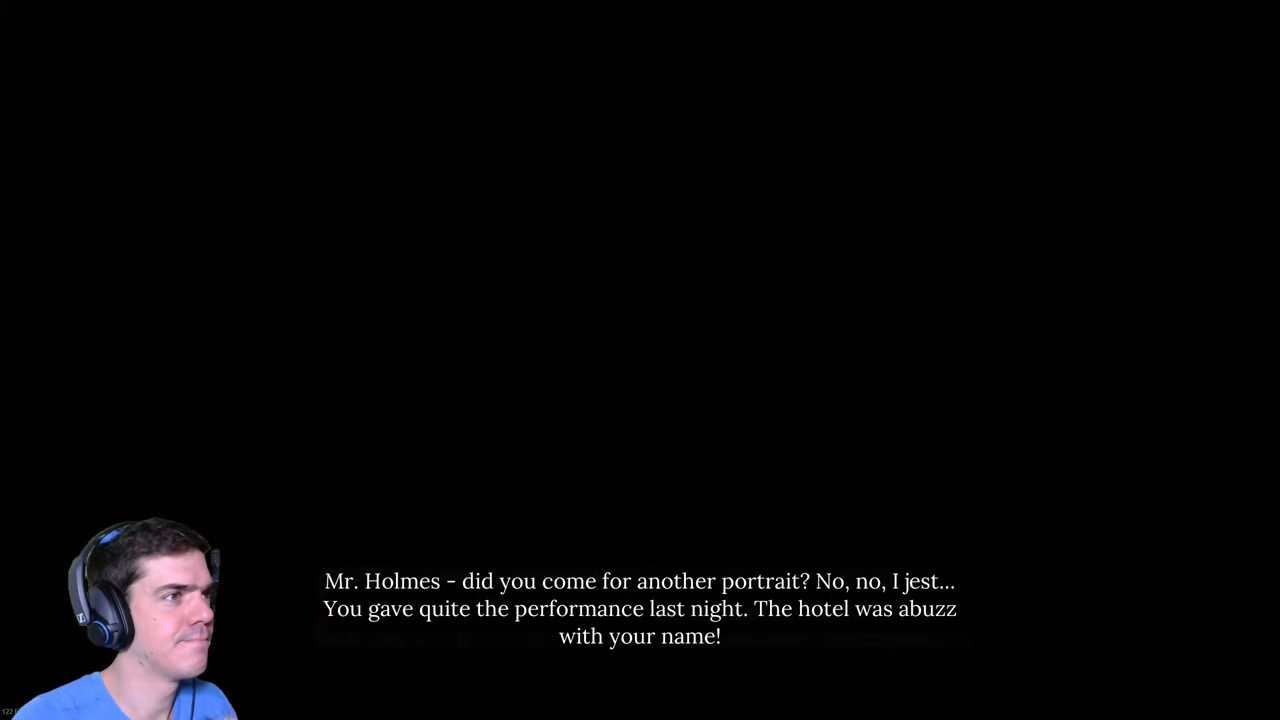 Mr. Holmes - did you come for another portrait? No, no, I jest...
You gave quite the performance last night. The hotel was abuzz
with your name!